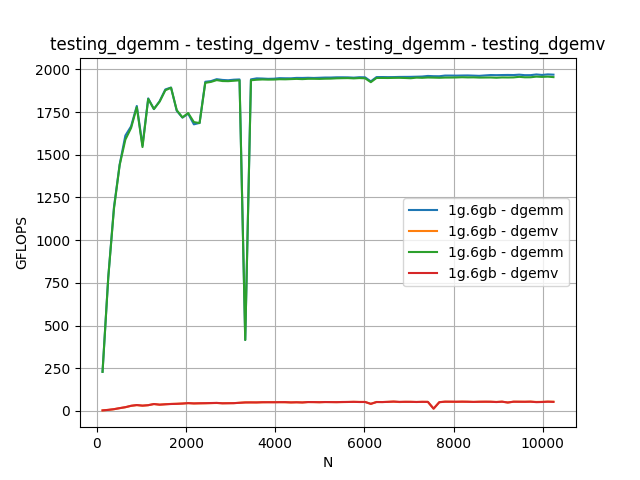 testing_dgemm - testing_dgemv - testing_dgemm - testing_dgemv
2000
1750
1500
1250
1000
750
500
250
0
GFLOPS
1g.6gb - dgemm
1g.6gb - dgemv
1g.6gb - dgemm
1g.6gb - dgemv
0 2000 4000 6000 8000 10000
N